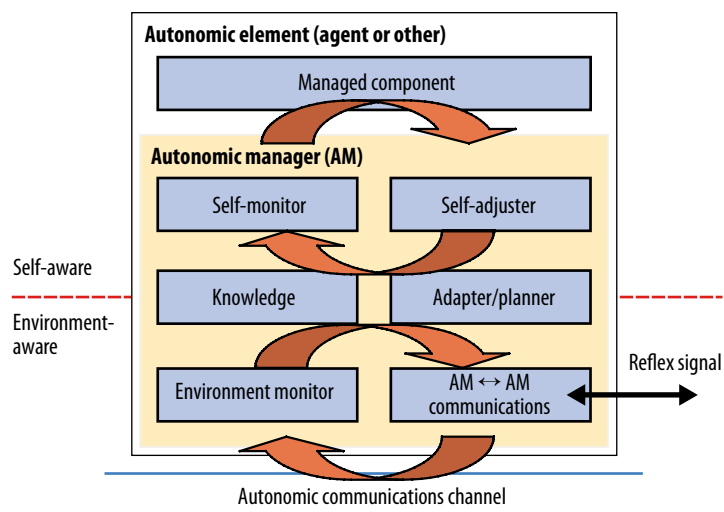 Autonomic element (agent or other)
Managed component
Autonomic manager (AM)
Self-monitor
Self-adjuster
Self-aware
Knowledge
Adapter/planner
Environment-
aware
Reflex signal
Environment monitor
AM ↔ AM
communications
Autonomic communications channel